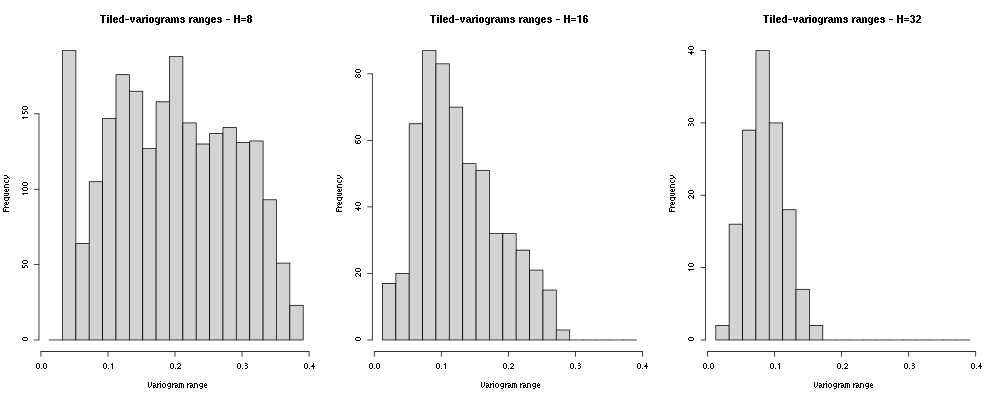 Tiled-variograms ranges - H=8
Frequency
150
100
50
0
0.0 0.1 0.2 0.3 0.4
Variogram range
Tiled-variograms ranges - H=16
Frequency
80
60
40
20
0
0.0 0.1 0.2 0.3 0.4
Variogram range
Tiled-variograms ranges - H=32
Frequency
40
30
20
10
0
0.0 0.1 0.2 0.3 0.4
Variogram range